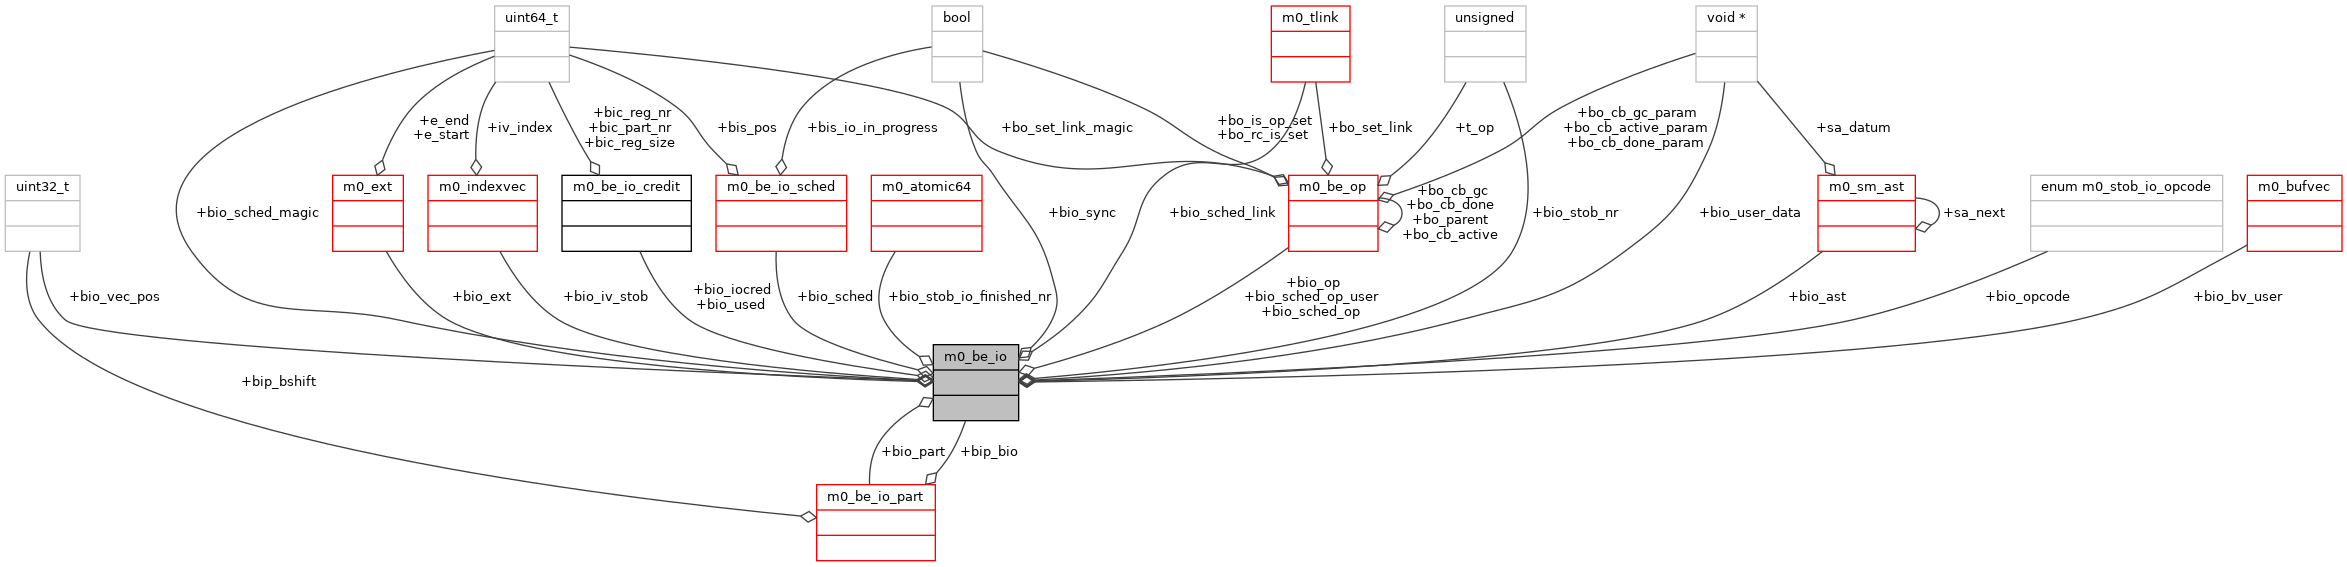 uint64_t
bool
m0_tlink
unsigned
void *
+e_end
+e_start
+iv_index
+bic_reg_nr
+bic_part_nr
+bic_reg_size
+bis_pos
+bis_io_in_progress
+bo_set_link_magic
+bo_is_op_set
+bo_rc_is_set
+bo_set_link
+t_op
+bo_cb_gc_param
+bo_cb_active_param
+bo_cb_done_param
+sa_datum
uint32_t
m0_ext
m0_indexvec
m0_be_io_credit
m0_be_io_sched
m0_atomic64
m0_be_op
m0_sm_ast
enum m0_stob_io_opcode
m0_bufvec
+bio_sched_magic
+bio_sync
+bio_sched_link
+bo_cb_gc
+bo_cb_done
+bo_parent
+bo_cb_active
+bio_stob_nr
+bio_user_data
+sa_next
+bio_vec_pos
+bio_ext
+bio_iv_stob
+bio_iocred
+bio_used
+bio_sched
+bio_stob_io_finished_nr
+bio_op
+bio_sched_op_user
+bio_sched_op
+bio_ast
+bio_opcode
+bio_bv_user
m0_be_io
+bip_bshift
+bio_part
+bip_bio
m0_be_io_part